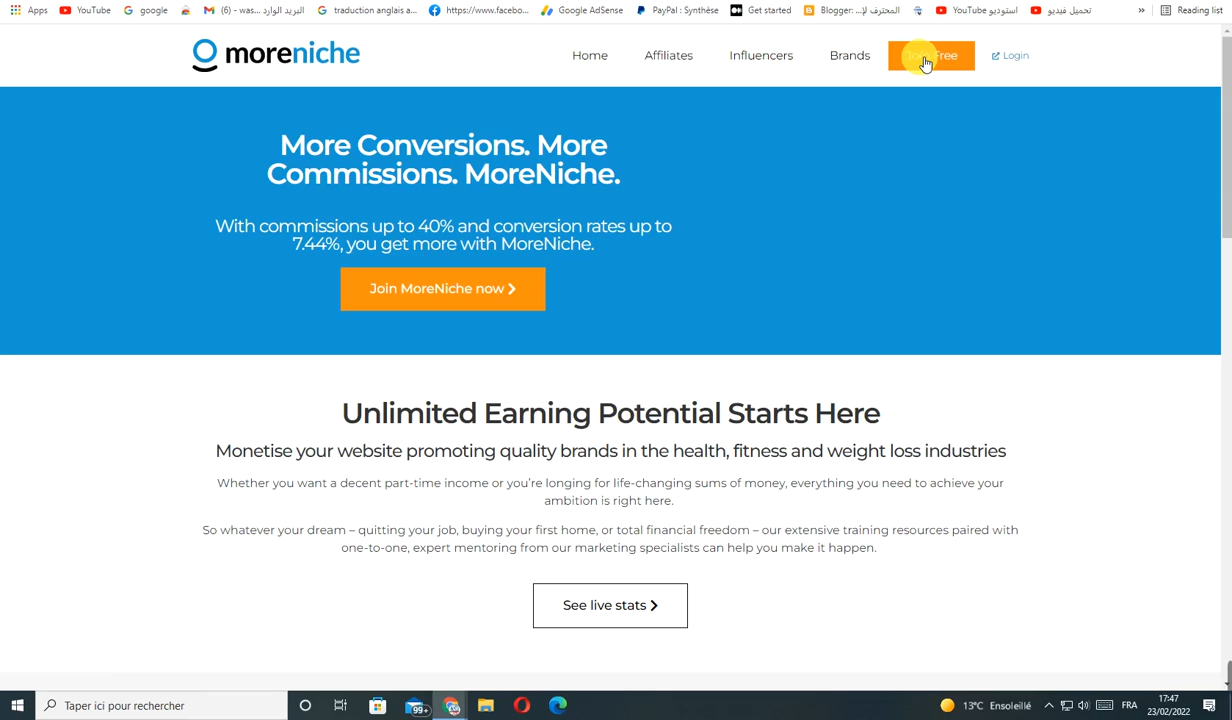 Apps YouTube google (6) - was... البريد الوارد traduction anglais a... https://www.facebo... Google AdSense PayPal : Synthèse Get started Blogger: ...المحترف لإ استوديو YouTube تحميل فيديو » Reading list
moreniche Home Affiliates Influencers Brands Join Free Login
More Conversions. More
Commissions. MoreNiche.
With commissions up to 40% and conversion rates up to
7.44%, you get more with MoreNiche.
Join MoreNiche now
Unlimited Earning Potential Starts Here
Monetise your website promoting quality brands in the health, fitness and weight loss industries
Whether you want a decent part-time income or you're longing for life-changing sums of money, everything you need to achieve your
ambition is right here.
So whatever your dream – quitting your job, buying your first home, or total financial freedom – our extensive training resources paired with
one-to-one, expert mentoring from our marketing specialists can help you make it happen.
See live stats
Taper ici pour rechercher 99+ 13°C Ensoleillé FRA 17:47
23/02/2022